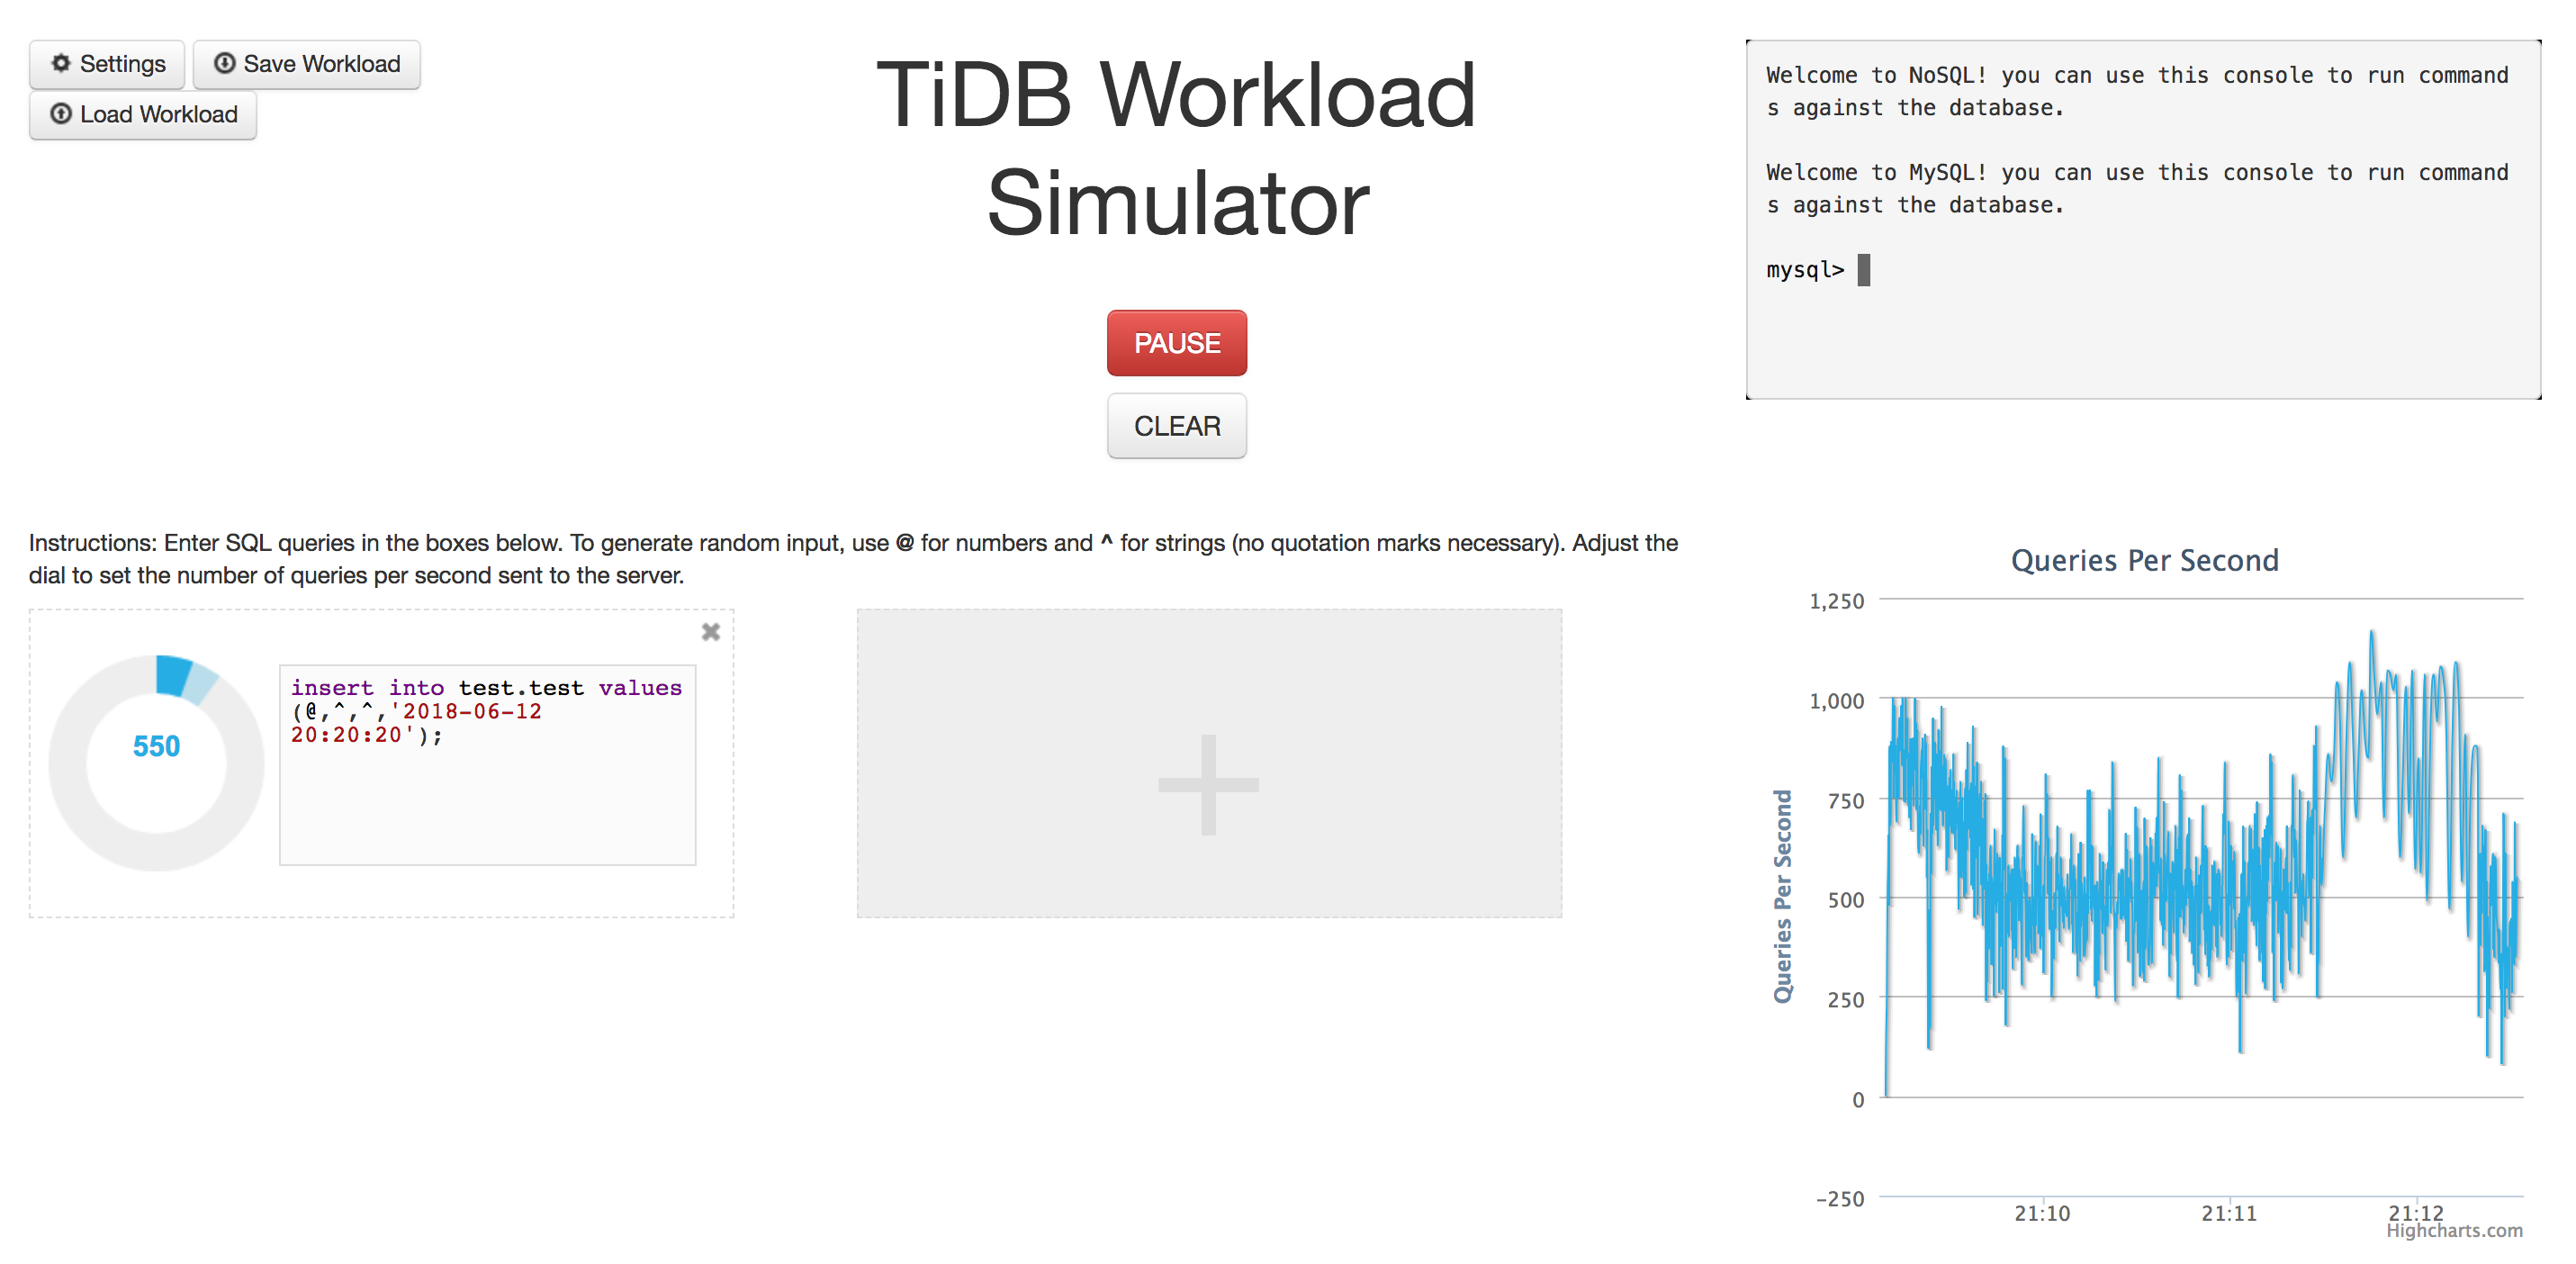 Settings
Save Workload
Load Workload
TiDB Workload
Simulator
PAUSE
CLEAR
Welcome to NoSQL! you can use this console to run command
s against the database.
Welcome to MySQL! you can use this console to run command
s against the database.
mysql>
Instructions: Enter SQL queries in the boxes below. To generate random input, use @ for numbers and ^ for strings (no quotation marks necessary). Adjust the
dial to set the number of queries per second sent to the server.
550
insert into test.test values
(@,^,^,'2018-06-12
20:20:20');
Queries Per Second
Queries Per Second
1,250
1,000
750
500
250
0
-250
21:10
21:11
21:12
Highcharts.com